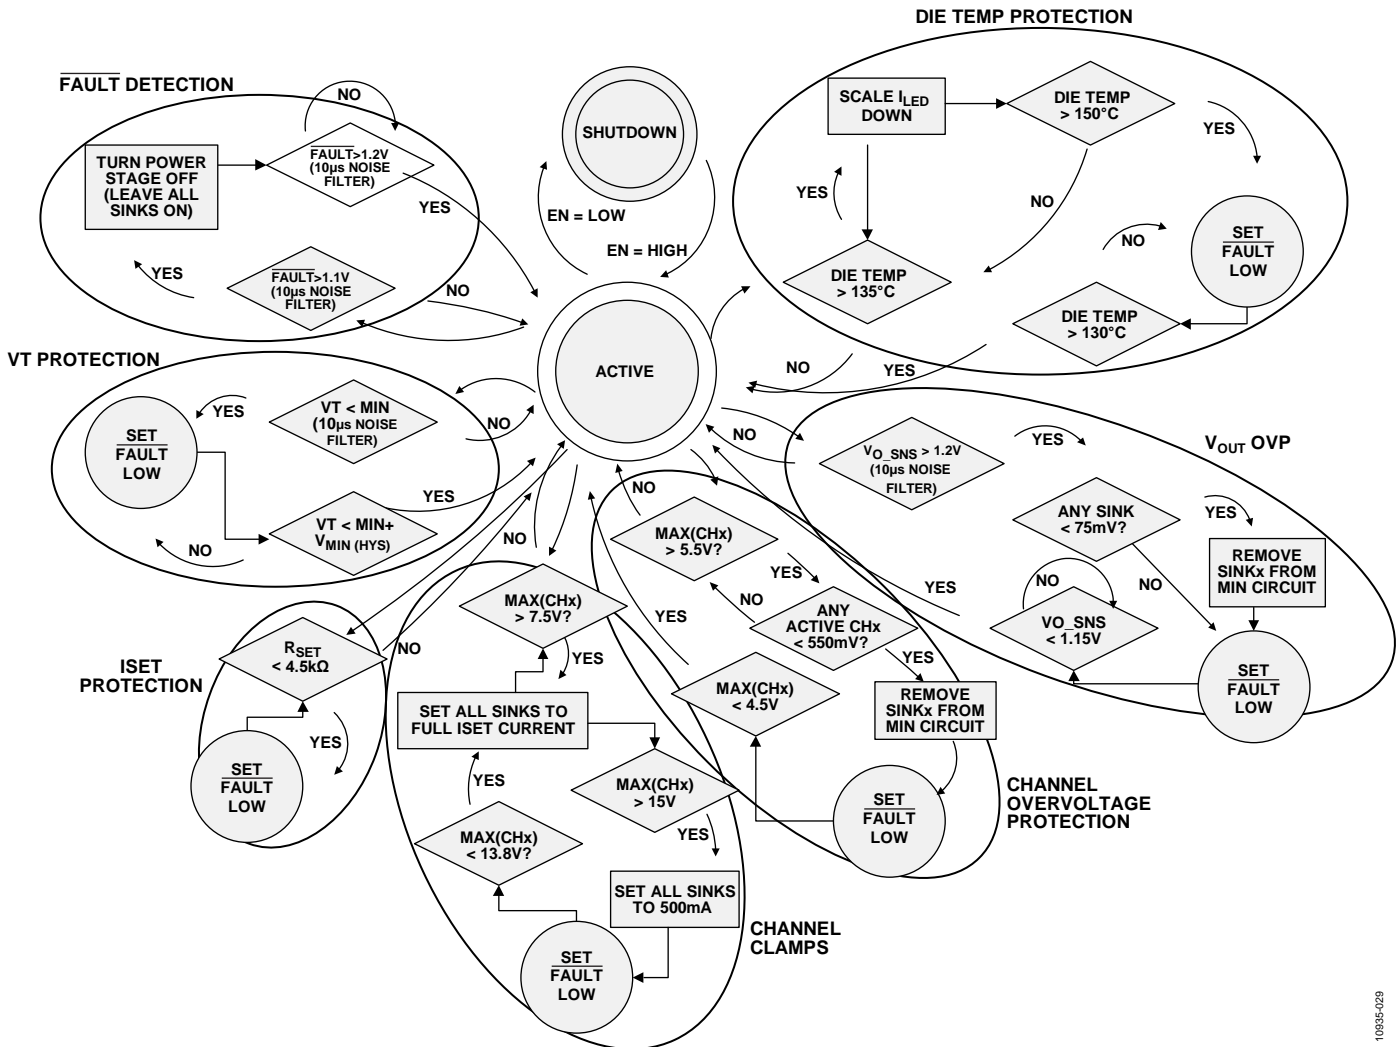 DIE TEMP PROTECTION
SCALE ILED
DOWN
DIE TEMP
> 150°C
YES
YES
NO
NO
SET
FAULT
LOW
DIE TEMP
> 135°C
DIE TEMP
> 130°C
NO
YES
FAULT DETECTION
NO
TURN POWER
STAGE OFF
(LEAVE ALL
SINKS ON)
FAULT>1.2V
(10µs NOISE
FILTER)
YES
YES
FAULT>1.1V
(10µs NOISE
FILTER)
NO
SHUTDOWN
EN = LOW
EN = HIGH
ACTIVE
VT PROTECTION
SET
FAULT
LOW
YES
VT < MIN
(10µs NOISE
FILTER)
NO
YES
VT < MIN+
VMIN (HYS)
NO
VOUT OVP
NO
VO_SNS > 1.2V
(10µs NOISE
FILTER)
YES
ANY SINK
< 75mV?
YES
REMOVE
SINKx FROM
MIN CIRCUIT
NO
NO
VO_SNS
< 1.15V
YES
SET
FAULT
LOW
ISET
PROTECTION
RSET
< 4.5kΩ
NO
YES
SET
FAULT
LOW
NO
MAX(CHx)
> 7.5V?
YES
SET ALL SINKS TO
FULL ISET CURRENT
YES
MAX(CHx)
> 15V
YES
MAX(CHx)
< 13.8V?
SET ALL SINKS
TO 500mA
SET
FAULT
LOW
CHANNEL
CLAMPS
NO
MAX(CHx)
> 5.5V?
YES
NO
ANY
ACTIVE CHx
< 550mV?
YES
YES
MAX(CHx)
< 4.5V
REMOVE
SINKx FROM
MIN CIRCUIT
SET
FAULT
LOW
CHANNEL
OVERVOLTAGE
PROTECTION
10935-029